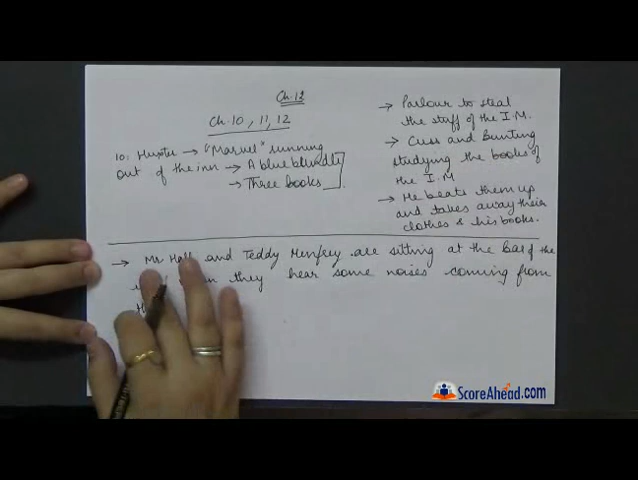 Ch.12
Ch.10, 11, 12
10. Huxter → "Marvel" running
out of the inn → A blue bundle
→ Three books
→ Parlour to steal
the stuff of the I.M.
→ Cuss and Bunting
studying the books of
the I.M
→ He beats them up
and takes away their
clothes & his books.
→ Mr Hall and Teddy Henfrey are sitting at the bar of the
they hear some noises coming from
ScoreAhead.com